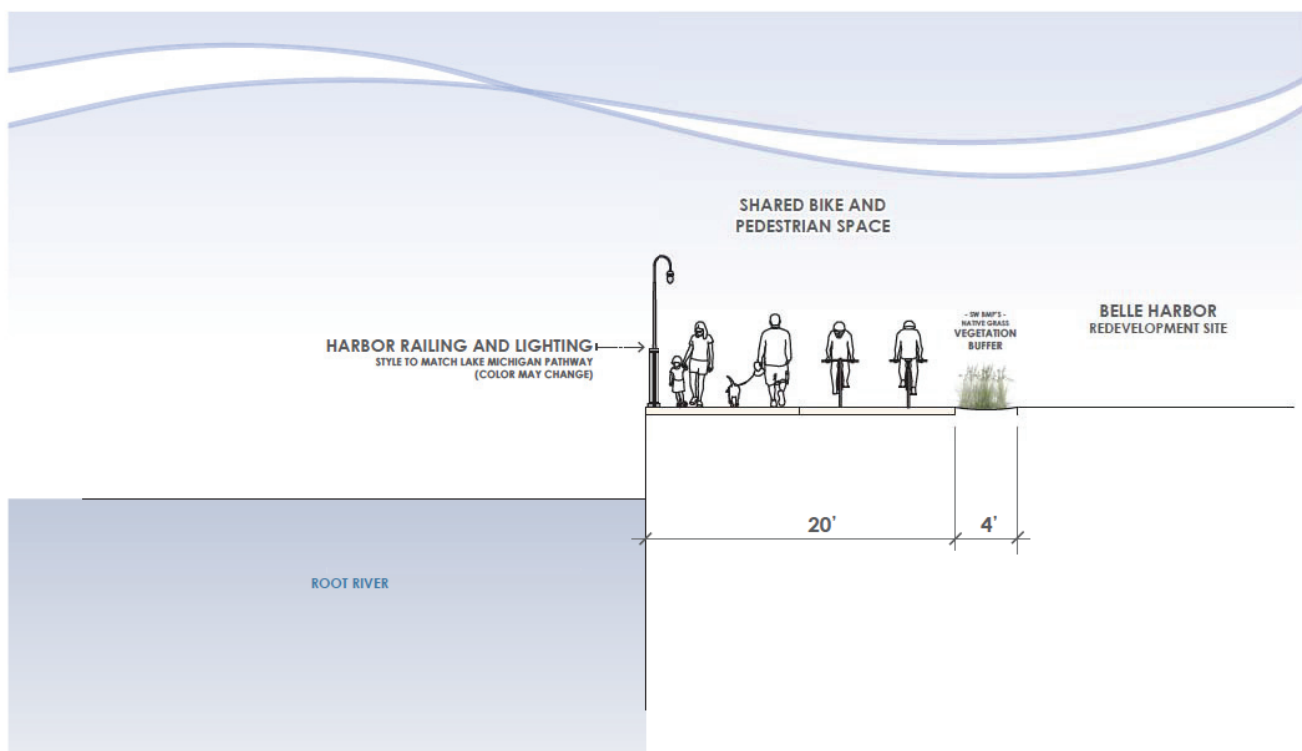 SHARED BIKE AND
PEDESTRIAN SPACE
HARBOR RAILING AND LIGHTING
STYLE TO MATCH LAKE MICHIGAN PATHWAY
(COLOR MAY CHANGE)
- SW BMP'S -
NATIVE GRASS
VEGETATION
BUFFER
BELLE HARBOR
REDEVELOPMENT SITE
20'
4'
ROOT RIVER